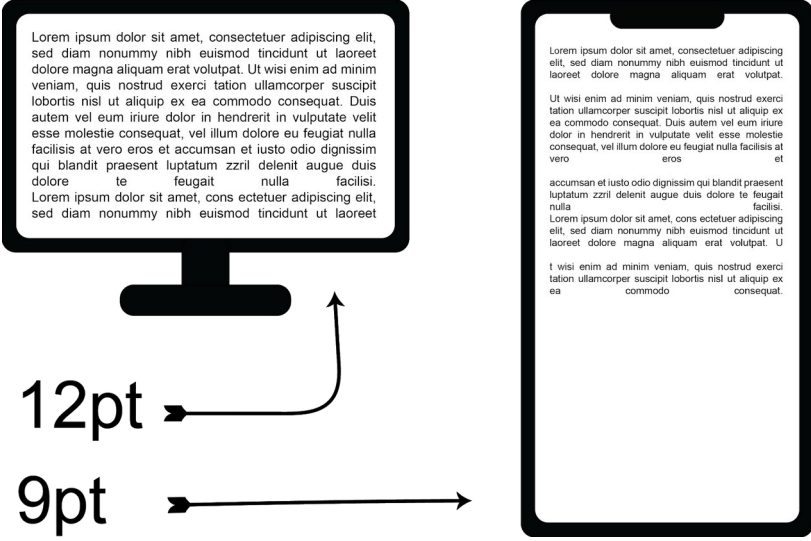 Lorem ipsum dolor sit amet, consectetuer adipiscing elit,
sed diam nonummy nibh euismod tincidunt ut laoreet
dolore magna aliquam erat volutpat. Ut wisi enim ad minim
veniam, quis nostrud exerci tation ullamcorper suscipit
lobortis nisl ut aliquip ex ea commodo consequat. Duis
autem vel eum iriure dolor in hendrerit in vulputate velit
esse molestie consequat, vel illum dolore eu feugiat nulla
facilisis at vero eros et accumsan et iusto odio dignissim
qui blandit praesent luptatum zzril delenit augue duis
dolore te feugait nulla facilisi.
Lorem ipsum dolor sit amet, cons ectetuer adipiscing elit,
sed diam nonummy nibh euismod tincidunt ut laoreet
12pt
9pt
Lorem ipsum dolor sit amet, consectetuer adipiscing
elit, sed diam nonummy nibh euismod tincidunt ut
laoreet dolore magna aliquam erat volutpat.
Ut wisi enim ad minim veniam, quis nostrud exerci
tation ullamcorper suscipit lobortis nisl ut aliquip ex
ea commodo consequat. Duis autem vel eum iriure
dolor in hendrerit in vulputate velit esse molestie
consequat, vel illum dolore eu feugiat nulla facilisis at
vero eros et
accumsan et iusto odio dignissim qui blandit praesent
luptatum zzril delenit augue duis dolore te feugait
nulla facilisi.
Lorem ipsum dolor sit amet, cons ectetuer adipiscing
elit, sed diam nonummy nibh euismod tincidunt ut
laoreet dolore magna aliquam erat volutpat. U
t wisi enim ad minim veniam, quis nostrud exerci
tation ullamcorper suscipit lobortis nisl ut aliquip ex
ea commodo consequat.